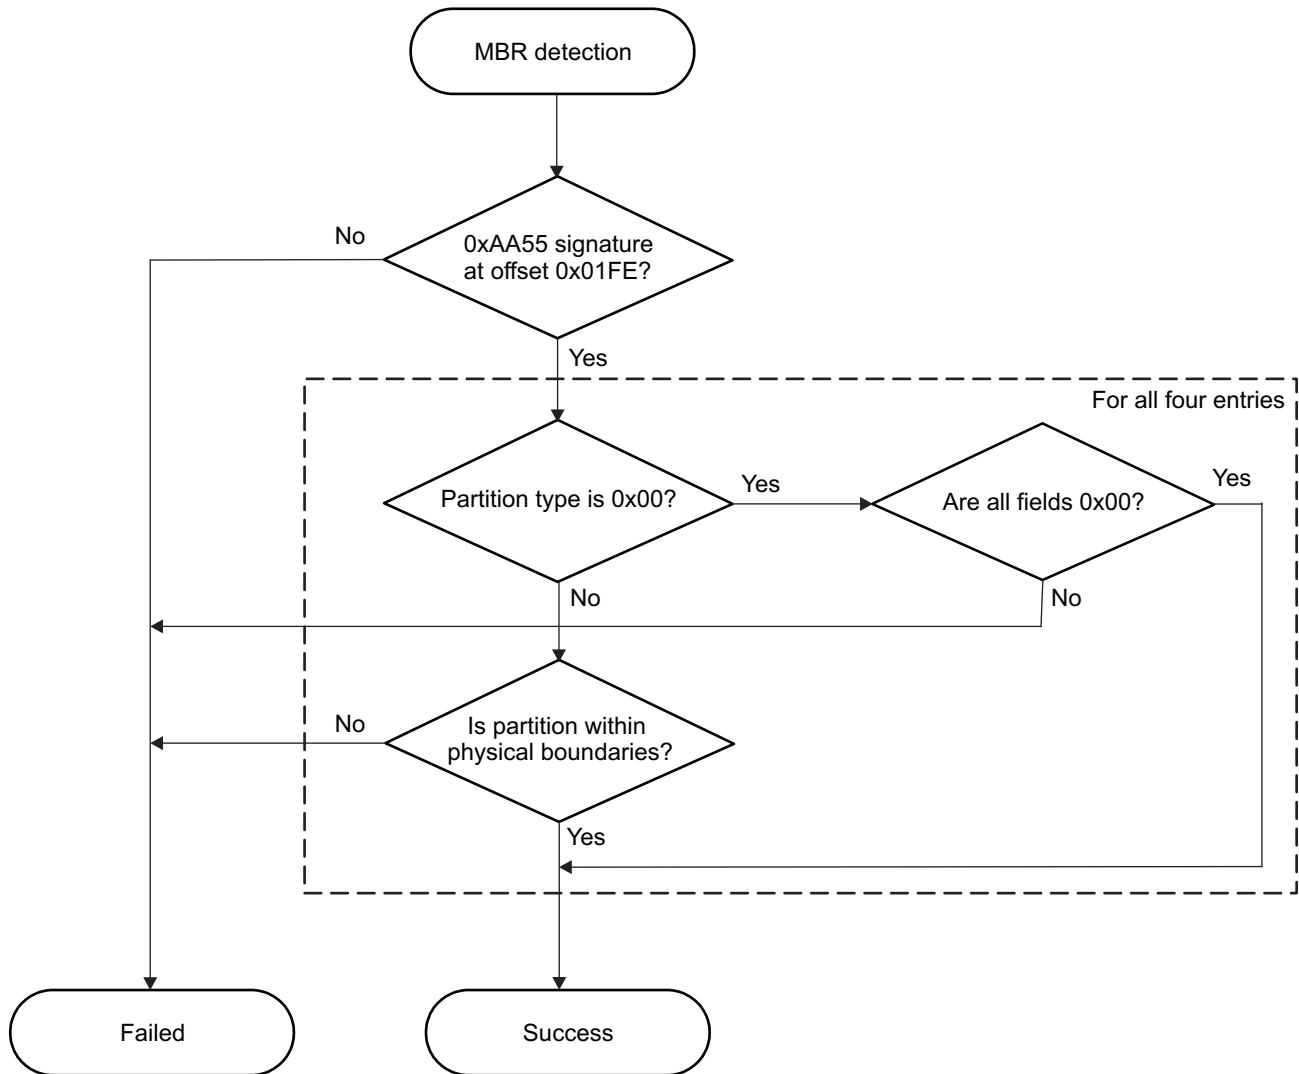 MBR detection
No
0xAA55 signature
at offset 0x01FE?
Yes
For all four entries
Partition type is 0x00?
Yes
Are all fields 0x00?
Yes
No
No
No
Is partition within
physical boundaries?
Yes
Failed
Success